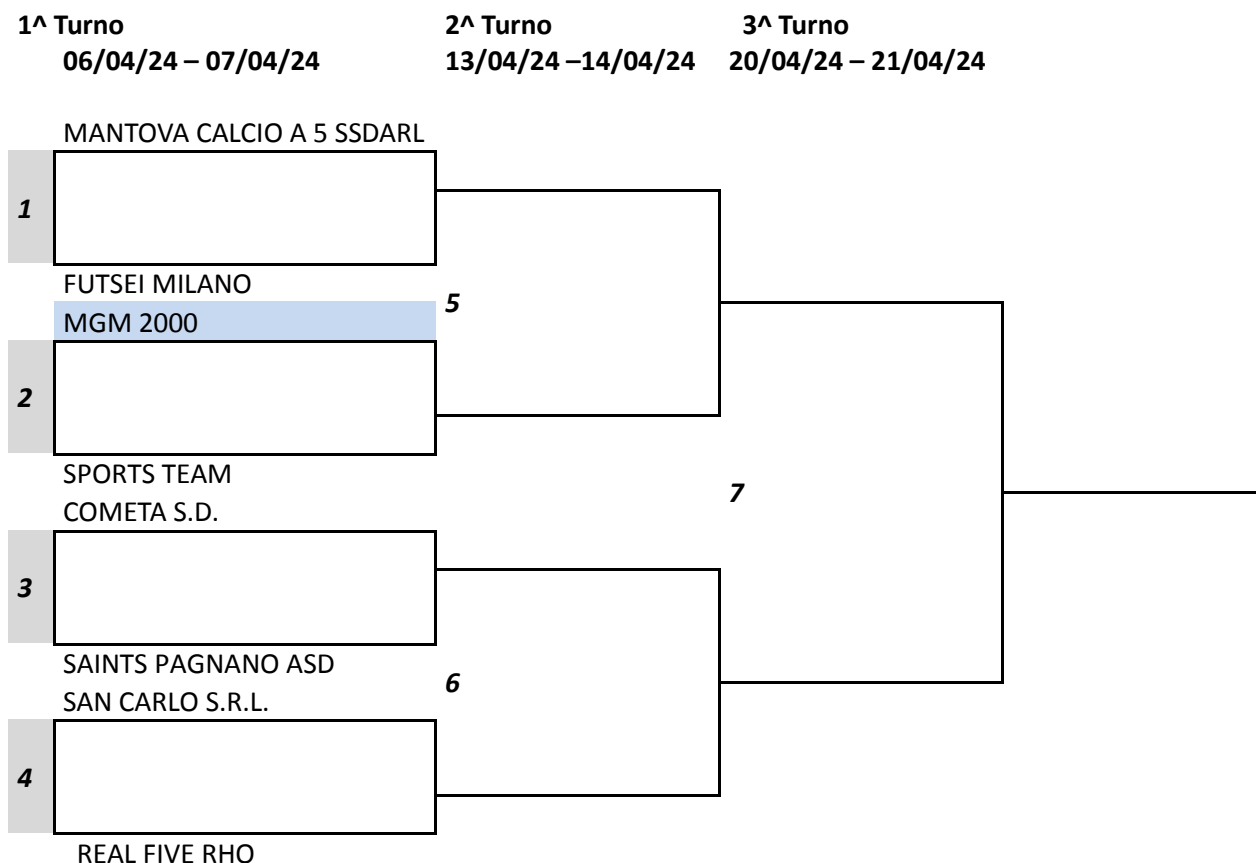 1^ Turno 2^ Turno 3^ Turno
06/04/24 – 07/04/24 13/04/24 –14/04/24 20/04/24 – 21/04/24
MANTOVA CALCIO A 5 SSDARL
1
FUTSEI MILANO
5
MGM 2000
2
SPORTS TEAM
7
COMETA S.D.
3
SAINTS PAGNANO ASD
6
SAN CARLO S.R.L.
4
REAL FIVE RHO